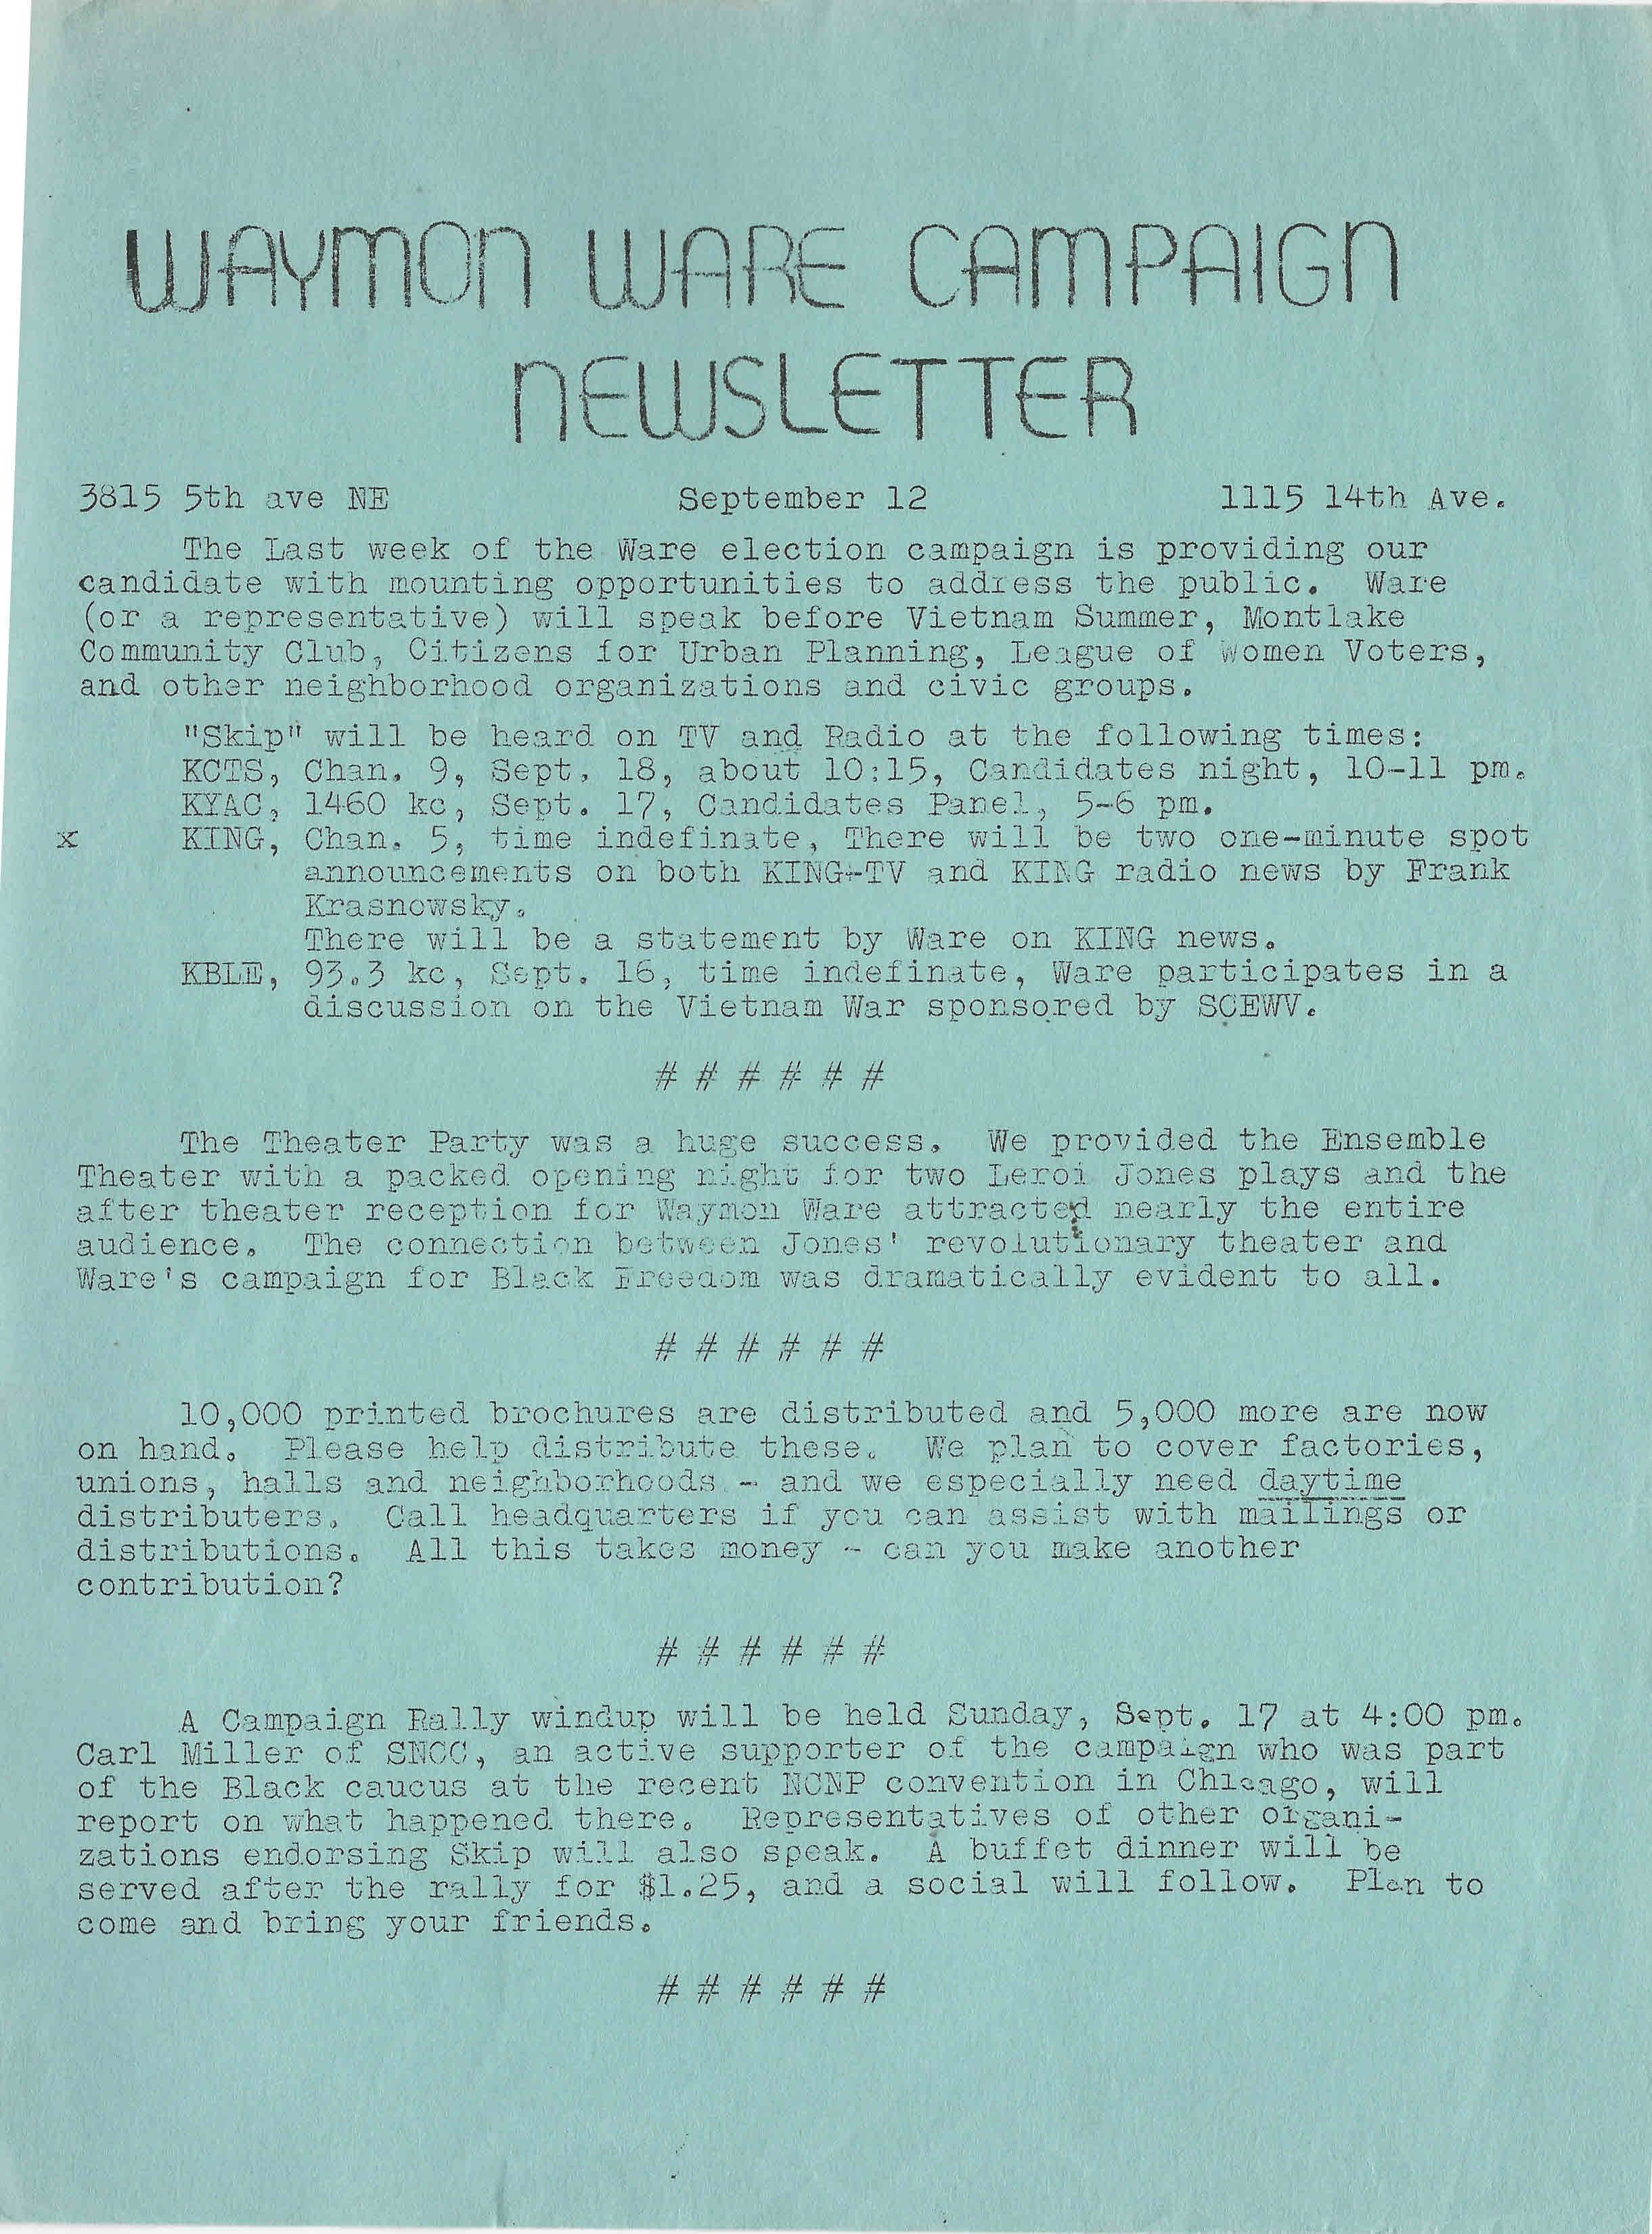 WAYMON WARE CAMPAIGN
NEWSLETTER
3815 5th ave NE September 12 1115 14th Ave.
The Last week of the Ware election campaign is providing our
candidate with mounting opportunities to address the public. Ware
(or a representative) will speak before Vietnam Summer, Montlake
Community Club, Citizens for Urban Planning, League of Women Voters,
and other neighborhood organizations and civic groups.
"Skip" will be heard on TV and Radio at the following times:
KCTS, Chan. 9, Sept. 18, about 10:15, Candidates night, 10-11 pm.
KYAC, 1460 kc, Sept. 17, Candidates Panel, 5-6 pm.
x KING, Chan. 5, time indefinate, There will be two one-minute spot
announcements on both KING-TV and KING radio news by Frank
Krasnowsky.
There will be a statement by Ware on KING news.
KBLE, 93.3 kc, Sept. 16, time indefinate, Ware participates in a
discussion on the Vietnam War sponsored by SCEWV.
# # # # # #
The Theater Party was a huge success. We provided the Ensemble
Theater with a packed opening night for two Leroi Jones plays and the
after theater reception for Waymon Ware attracted nearly the entire
audience. The connection between Jones' revolutionary theater and
Ware's campaign for Black Freedom was dramatically evident to all.
# # # # # #
10,000 printed brochures are distributed and 5,000 more are now
on hand. Please help distribute these. We plan to cover factories,
unions, halls and neighborhoods - and we especially need daytime
distributers. Call headquarters if you can assist with mailings or
distributions. All this takes money - can you make another
contribution?
# # # # # #
A Campaign Rally windup will be held Sunday, Sept. 17 at 4:00 pm.
Carl Miller of SNCC, an active supporter of the campaign who was part
of the Black caucus at the recent NCNP convention in Chicago, will
report on what happened there. Representatives of other organi-
zations endorsing Skip will also speak. A buffet dinner will be
served after the rally for $1.25, and a social will follow. Plan to
come and bring your friends.
# # # # # #